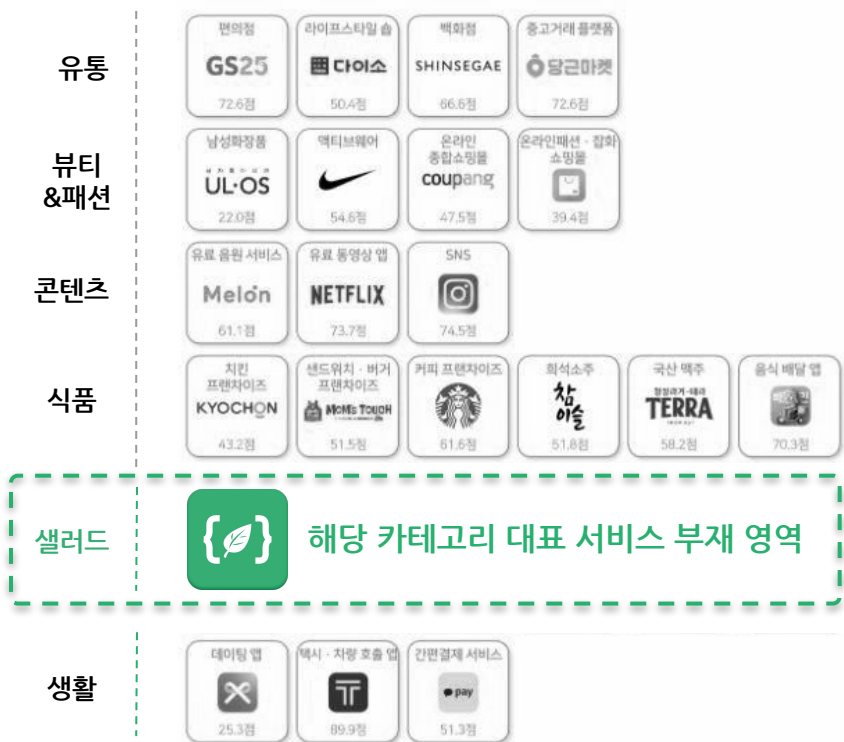 유통
편의점
GS25
72.6점
라이프스타일 숍
다이소
50.4점
백화점
SHINSEGAE
66.6점
중고거래 플랫폼
당근마켓
72.6점
뷰티
&패션
남성화장품
UL·OS
22.0점
액티브웨어
54.6점
온라인
종합쇼핑몰
coupang
47.5점
온라인패션·잡화
쇼핑몰
39.4점
콘텐츠
유료 음원 서비스
Melon
61.1점
유료 동영상 앱
NETFLIX
73.7점
SNS
74.5점
식품
치킨
프랜차이즈
KYOCHON
43.2점
샌드위치·버거
프랜차이즈
MOM'S TOUCH
51.5점
커피 프랜차이즈
61.6점
희석소주
참
이슬
51.8점
국산 맥주
청정라거-테라
TERRA
58.2점
음식 배달 앱
70.3점
샐러드
해당 카테고리 대표 서비스 부재 영역
생활
데이팅 앱
25.3점
택시·차량 호출 앱
T
89.9점
간편결제 서비스
pay
51.3점